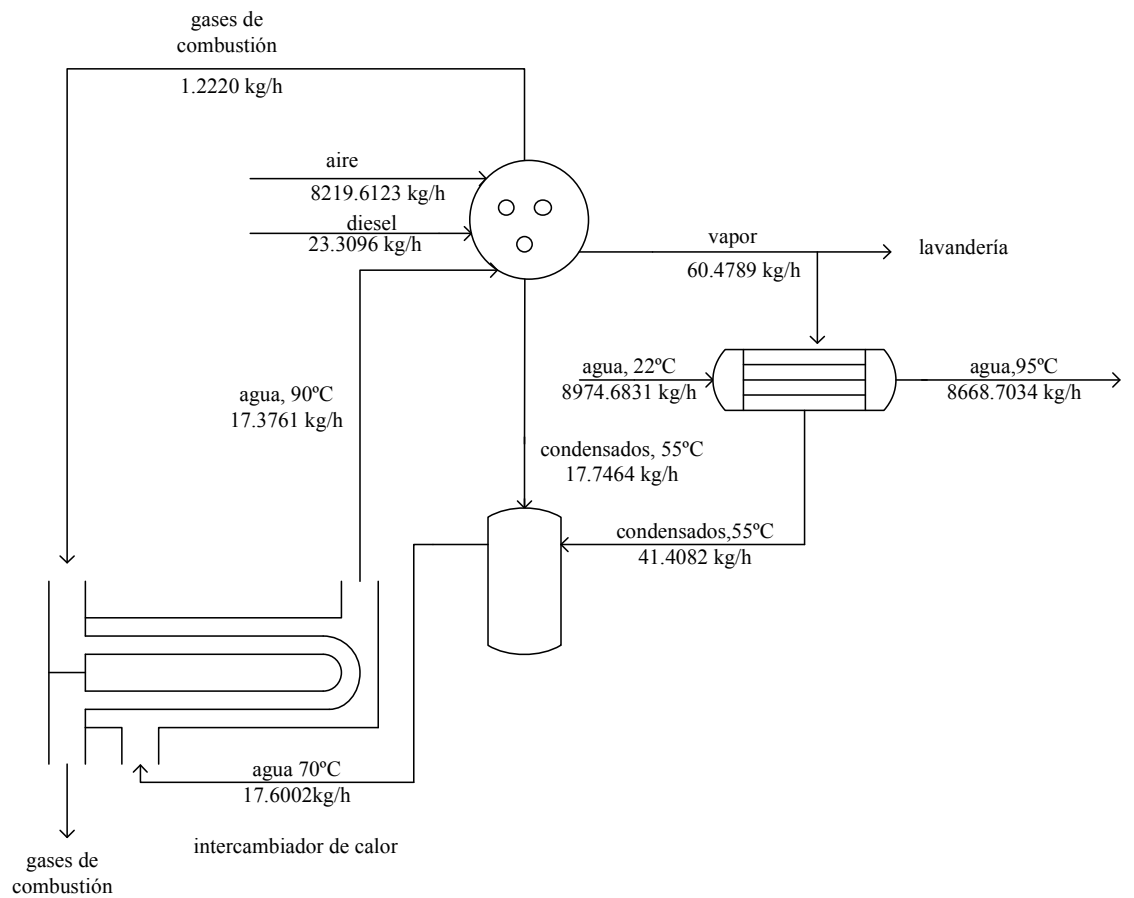 gases de
combustión
1.2220 kg/h
aire
8219.6123 kg/h
diesel
23.3096 kg/h
vapor
60.4789 kg/h
lavandería
agua, 22ºC
8974.6831 kg/h
agua,95ºC
8668.7034 kg/h
agua, 90ºC
17.3761 kg/h
condensados, 55ºC
17.7464 kg/h
condensados,55ºC
41.4082 kg/h
agua 70ºC
17.6002kg/h
intercambiador de calor
gases de
combustión